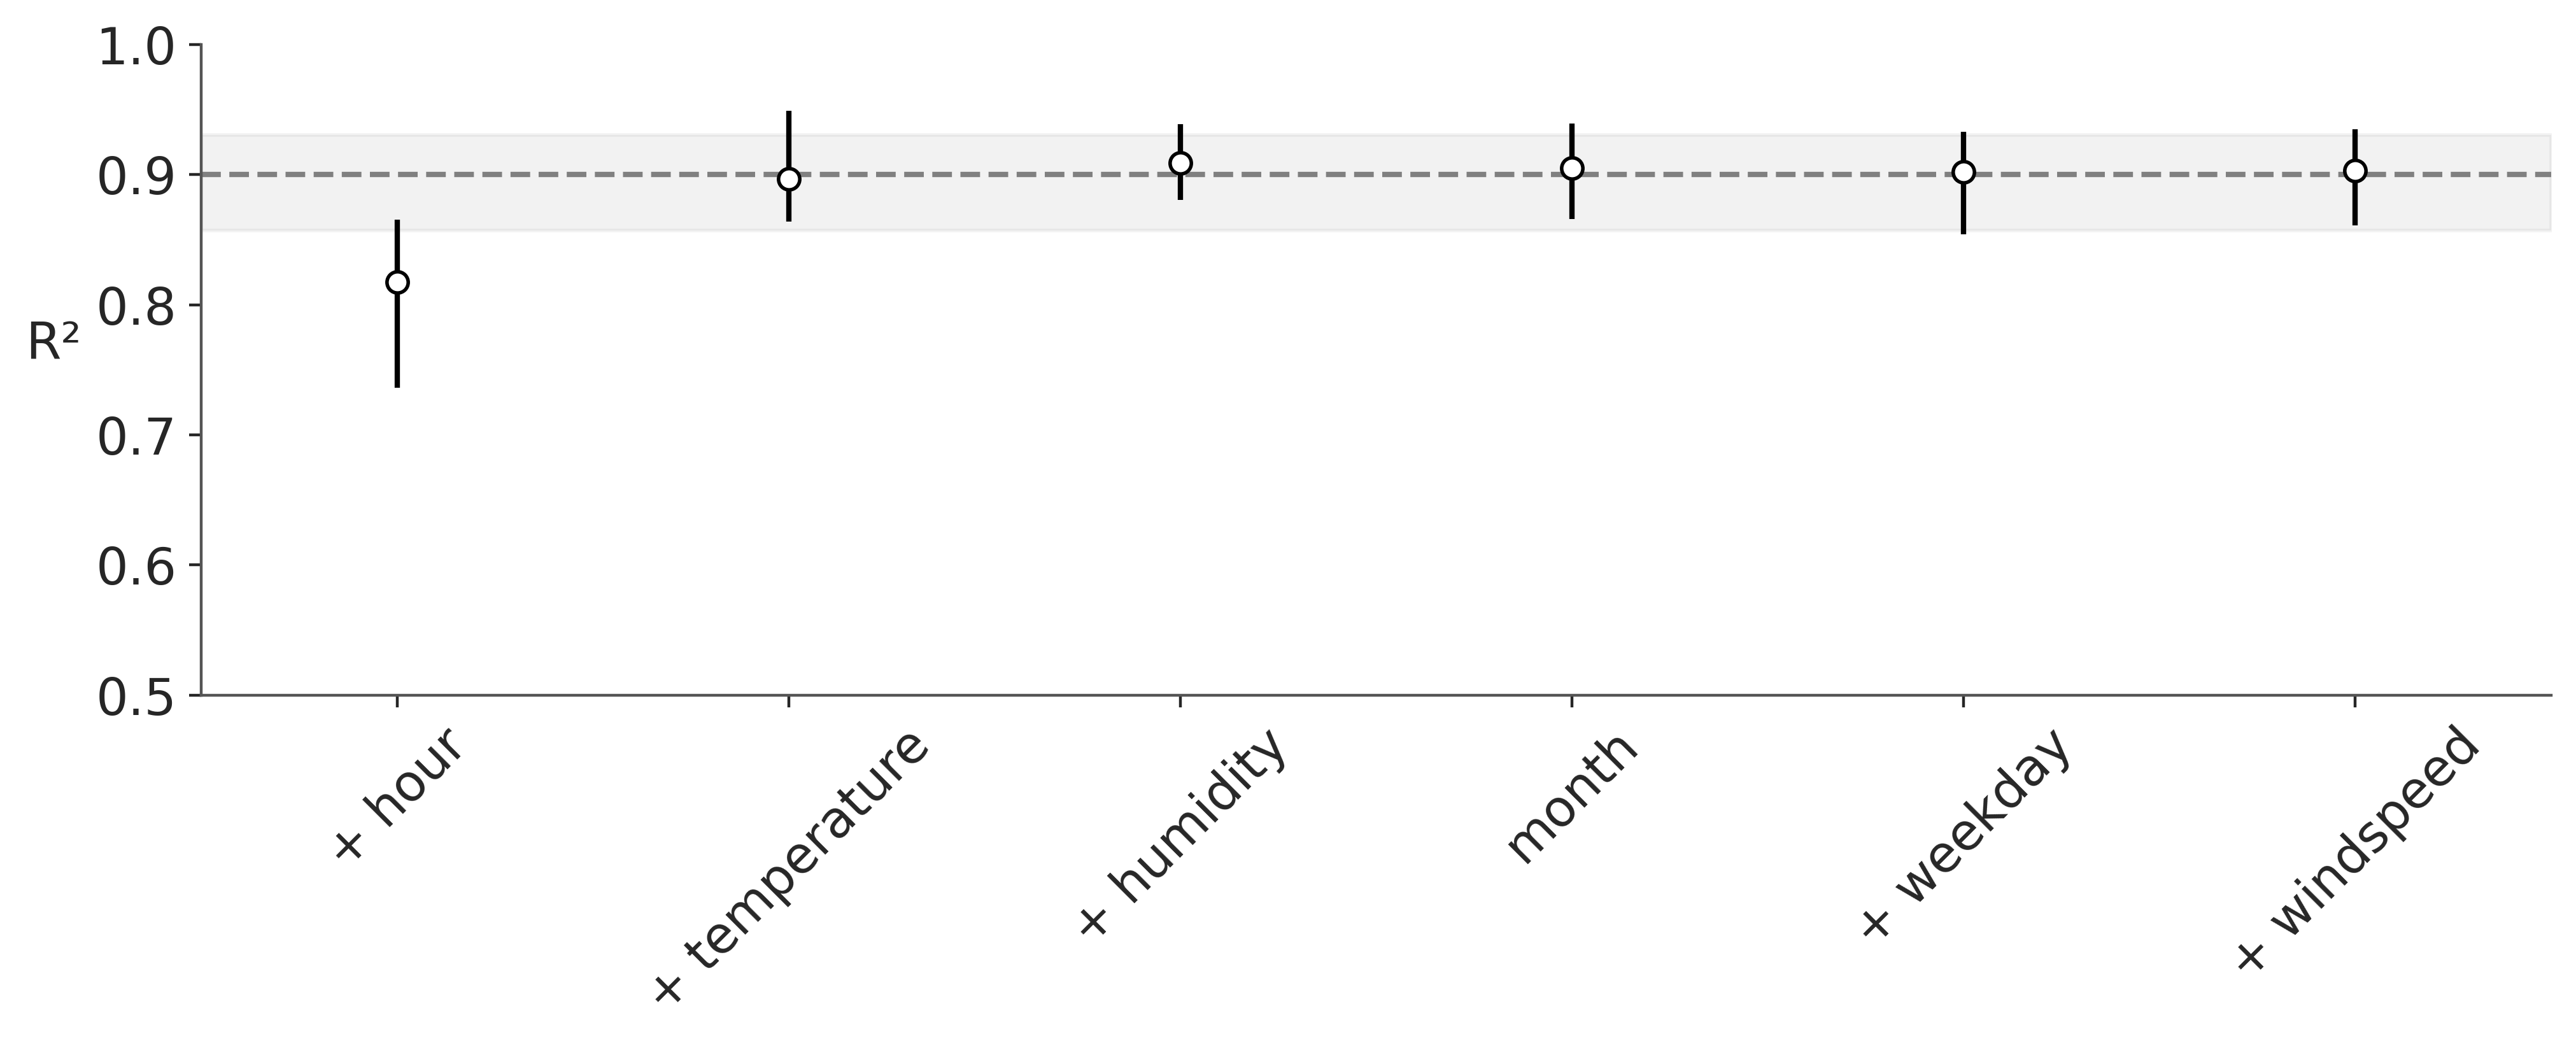 1.0
0.9
0.8
R²
0.7
0.6
0.5
+ hour
+ temperature
+ humidity
month
+ weekday
+ windspeed